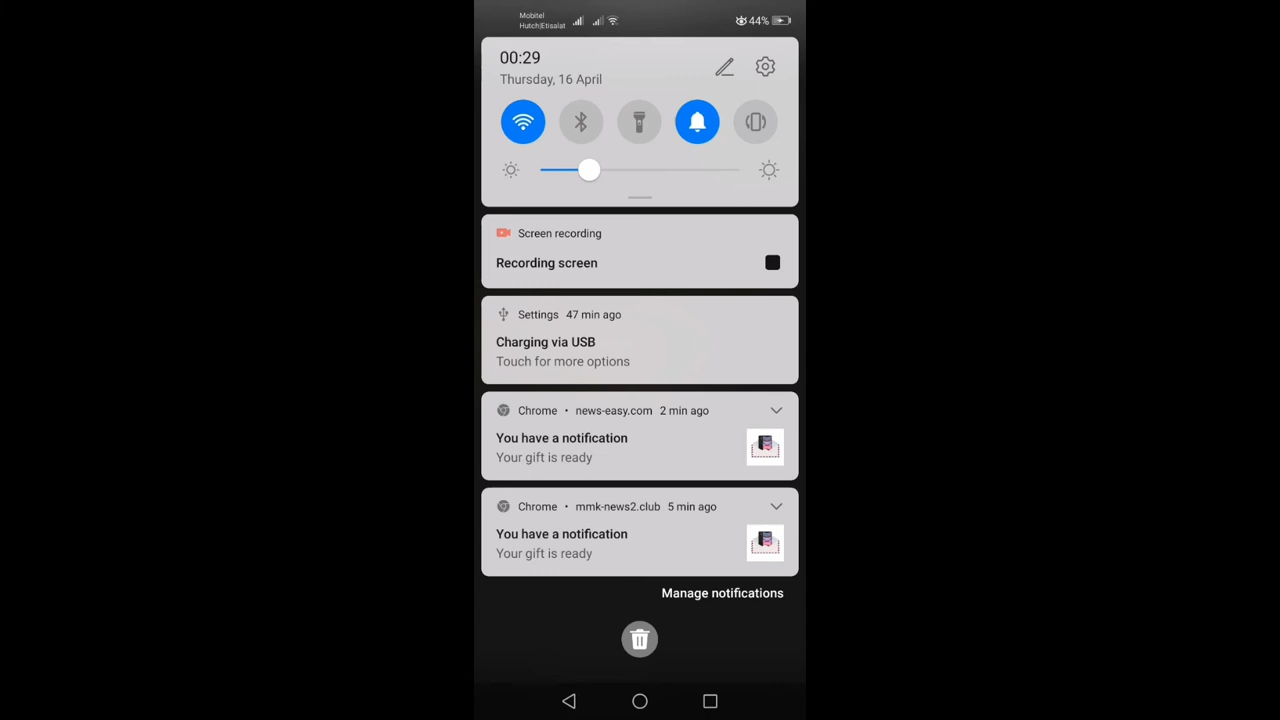 Mobitel
Hutch|Etisalat
44%
00:29
Thursday, 16 April
Screen recording
Recording screen
Settings 47 min ago
Charging via USB
Touch for more options
Chrome • news-easy.com 2 min ago
You have a notification
Your gift is ready
Chrome • mmk-news2.club 5 min ago
You have a notification
Your gift is ready
Manage notifications